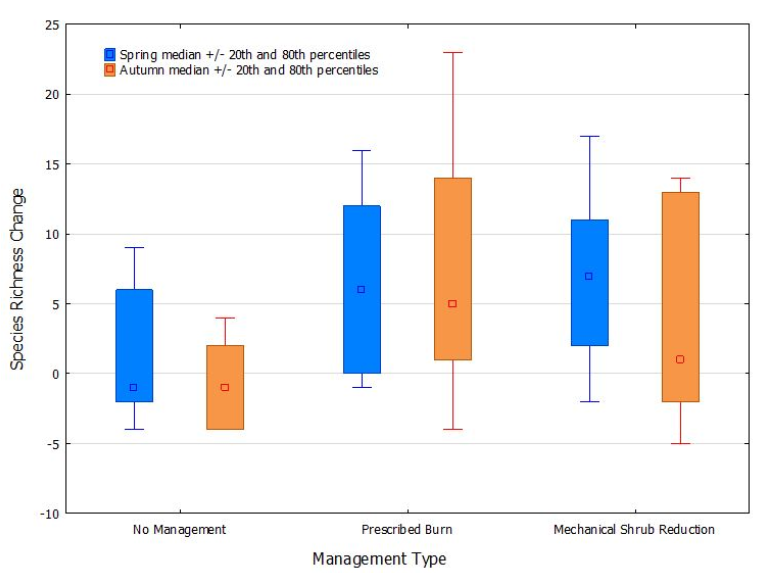 25
Spring median +/- 20th and 80th percentiles
Autumn median +/- 20th and 80th percentiles
20
15
10
5
0
-5
-10
Species Richness Change
No Management Prescribed Burn Mechanical Shrub Reduction
Management Type